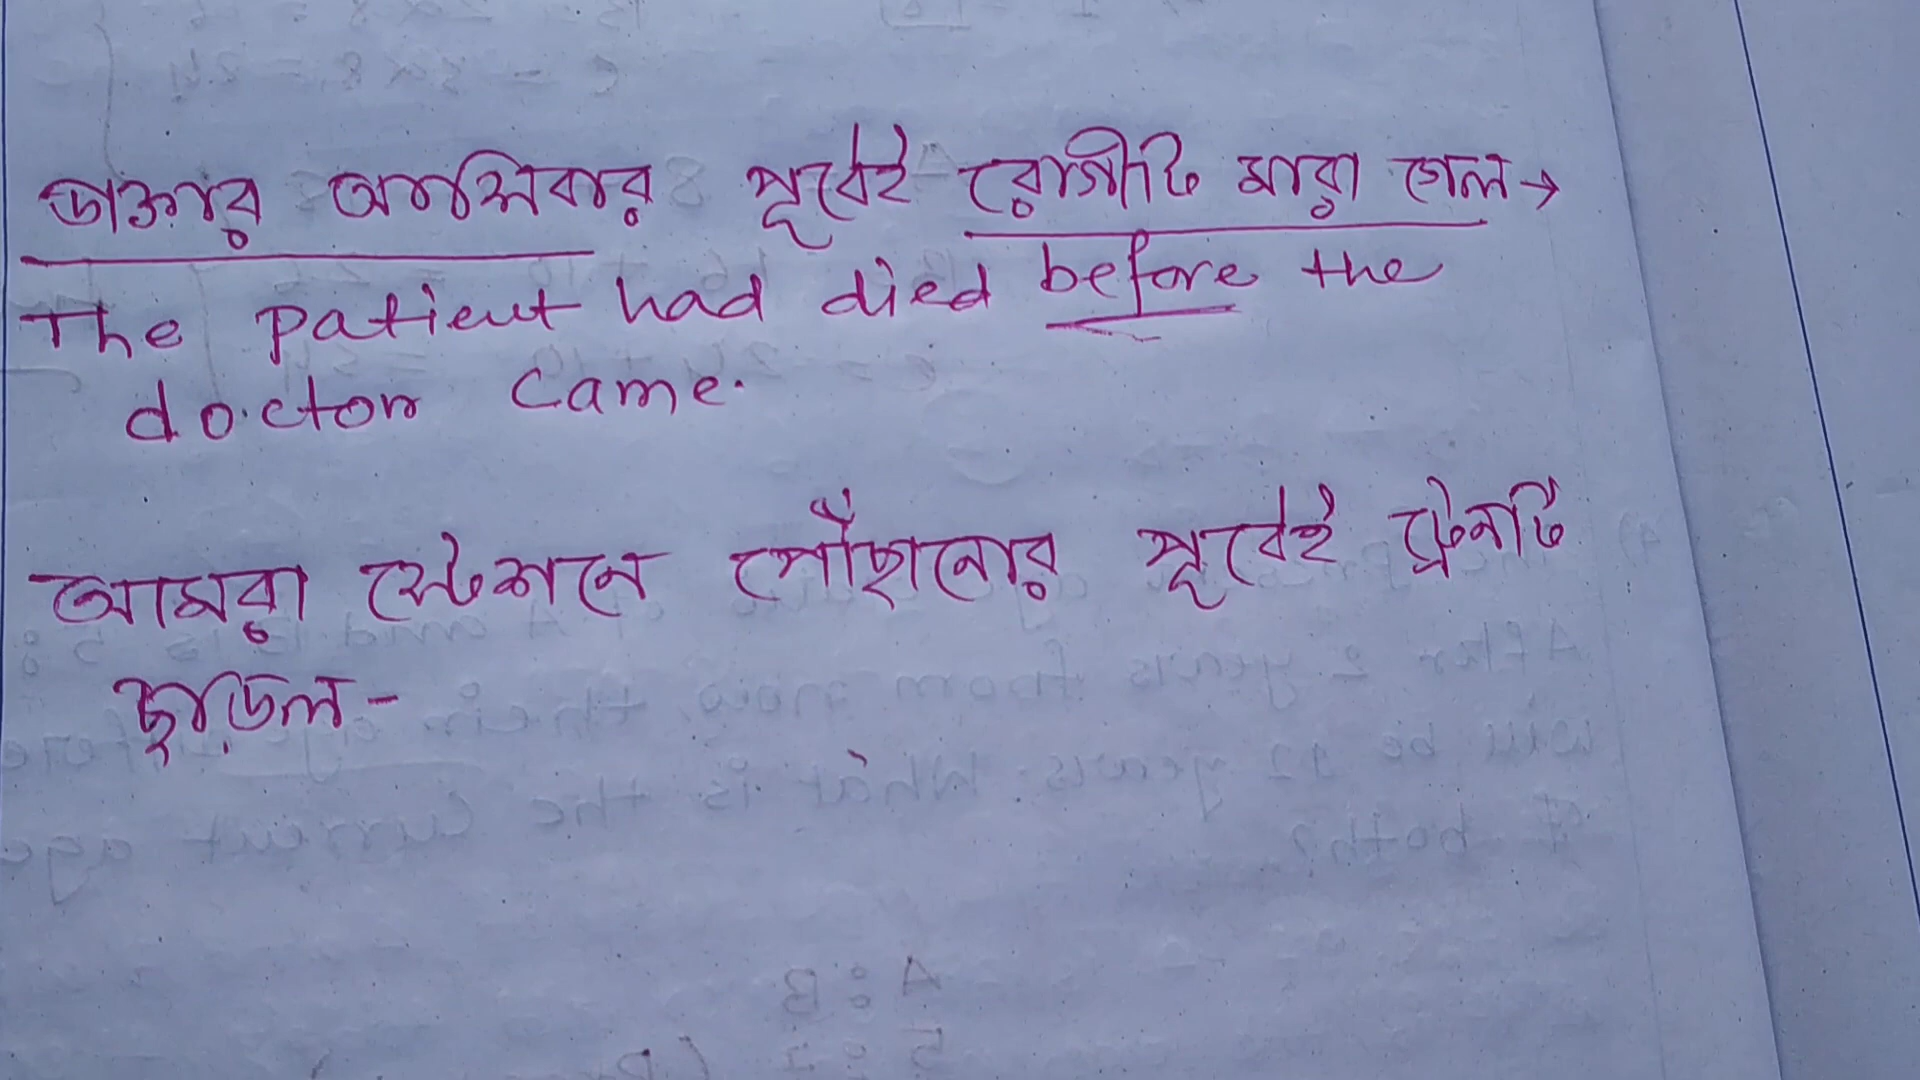 ডাক্তার আসিবার পূর্বেই রোগীটি মারা গেল→
The patient had died before the
doctor came.
আমরা স্টেশনে পৌঁছানোর পূর্বেই ট্রেনটি
ছাড়িল-